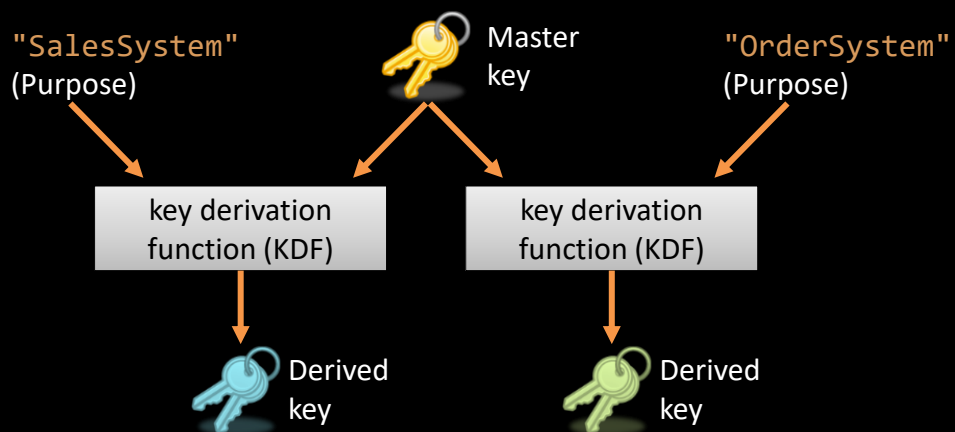 "SalesSystem"
(Purpose)
Master
key
"OrderSystem"
(Purpose)
key derivation
function (KDF)
key derivation
function (KDF)
Derived
key
Derived
key